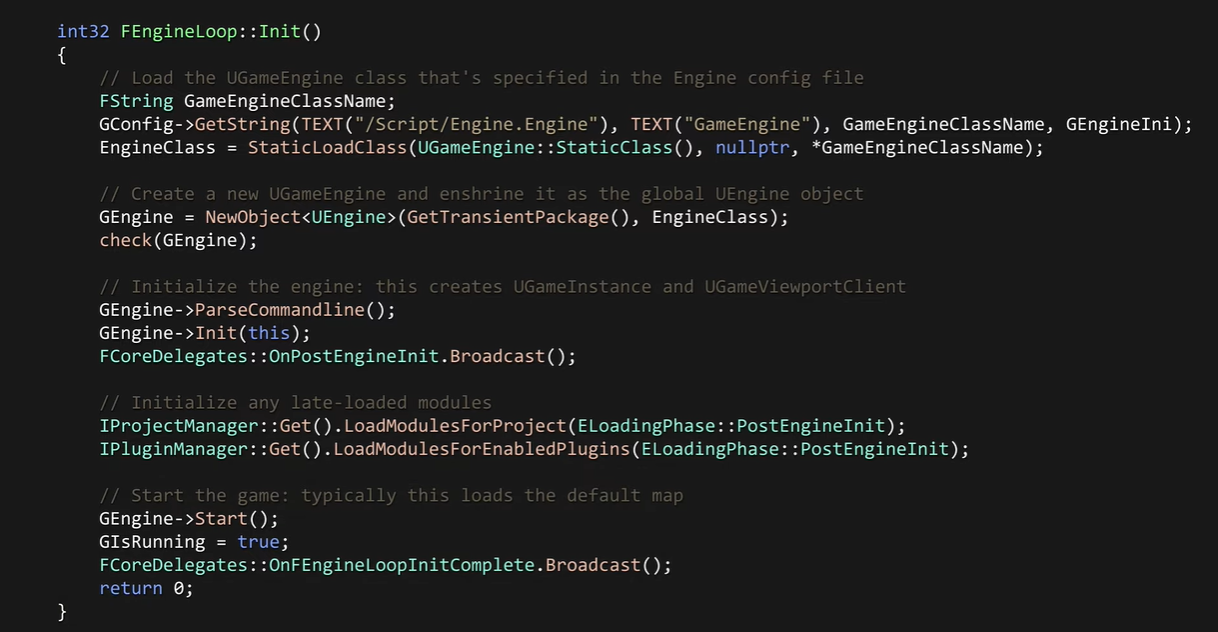 int32 FEngineLoop::Init()
{
    // Load the UGameEngine class that's specified in the Engine config file
    FString GameEngineClassName;
    GConfig->GetString(TEXT("/Script/Engine.Engine"), TEXT("GameEngine"), GameEngineClassName, GEngineIni);
    EngineClass = StaticLoadClass(UGameEngine::StaticClass(), nullptr, *GameEngineClassName);

    // Create a new UGameEngine and enshrine it as the global UEngine object
    GEngine = NewObject<UEngine>(GetTransientPackage(), EngineClass);
    check(GEngine);

    // Initialize the engine: this creates UGameInstance and UGameViewportClient
    GEngine->ParseCommandline();
    GEngine->Init(this);
    FCoreDelegates::OnPostEngineInit.Broadcast();

    // Initialize any late-loaded modules
    IProjectManager::Get().LoadModulesForProject(ELoadingPhase::PostEngineInit);
    IPluginManager::Get().LoadModulesForEnabledPlugins(ELoadingPhase::PostEngineInit);

    // Start the game: typically this loads the default map
    GEngine->Start();
    GIsRunning = true;
    FCoreDelegates::OnFEngineLoopInitComplete.Broadcast();
    return 0;
}